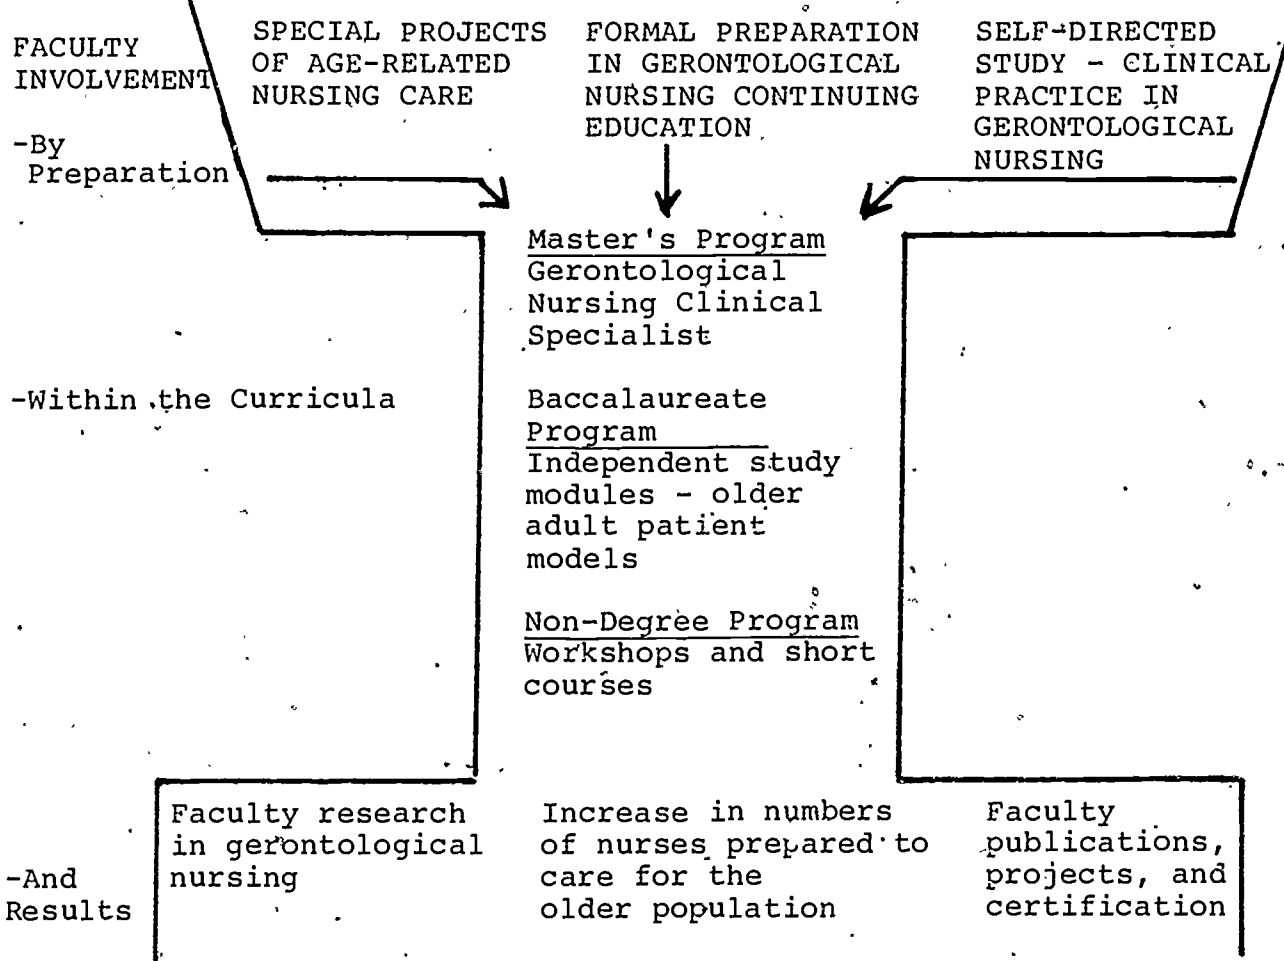 FACULTY
INVOLVEMENT
-By
Preparation
SPECIAL PROJECTS
OF AGE-RELATED
NURSING CARE
FORMAL PREPARATION
IN GERONTOLOGICAL
NURSING CONTINUING
EDUCATION
SELF-DIRECTED
STUDY - CLINICAL
PRACTICE IN
GERONTOLOGICAL
NURSING
Master's Program
Gerontological
Nursing Clinical
Specialist
-Within the Curricula
Baccalaureate
Program
Independent study
modules - older
adult patient
models
Non-Degree Program
Workshops and short
courses
-And
Results
Faculty research
in gerontological
nursing
Increase in numbers
of nurses prepared to
care for the
older population
Faculty
publications,
projects, and
certification